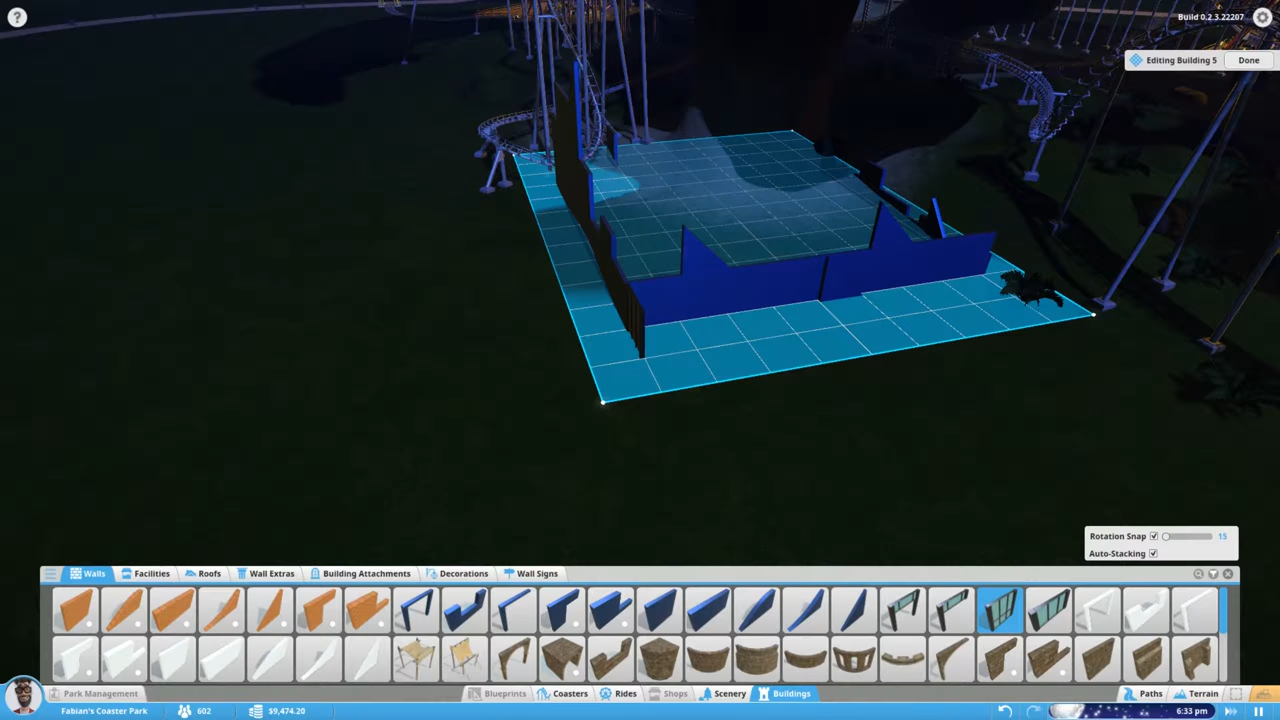 ?
Build 0.2.3.22207
Editing Building 5
Done
Rotation Snap
15
Auto-Stacking
Walls
Facilities
Roofs
Wall Extras
Building Attachments
Decorations
Wall Signs
Park Management
Blueprints
Coasters
Rides
Shops
Scenery
Buildings
Paths
Terrain
Fabian's Coaster Park
602
$9,474.20
6:33 pm